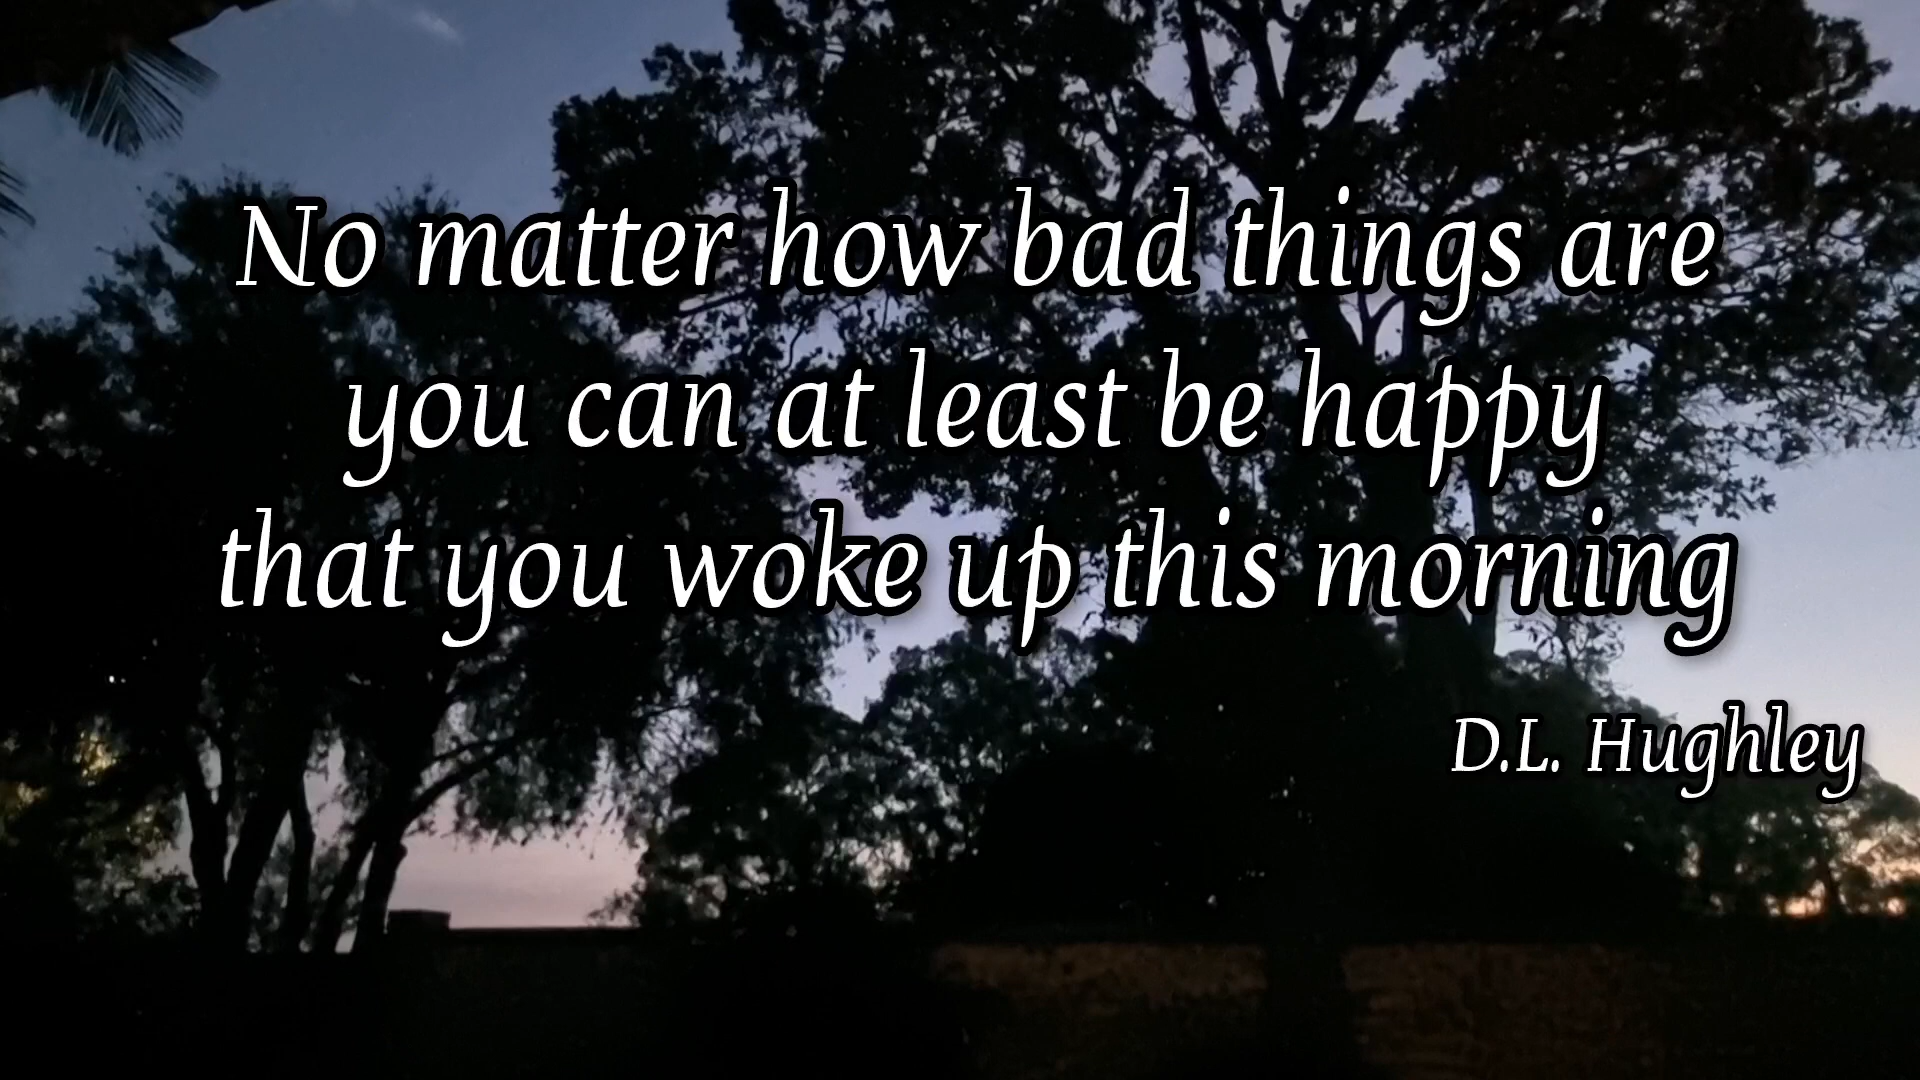 No matter how bad things are
you can at least be happy
that you woke up this morning
D.L. Hughley